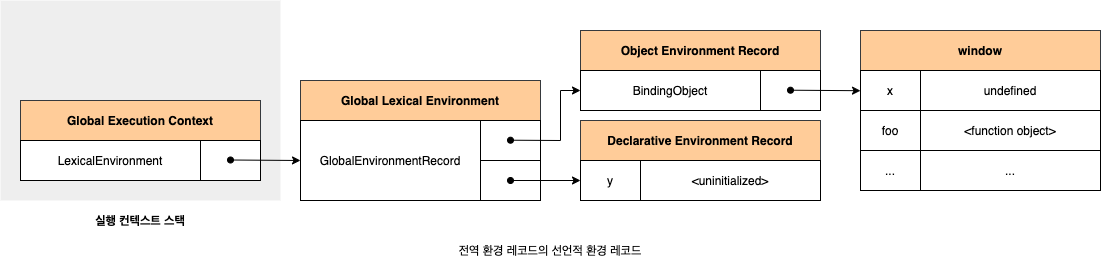 Global Execution Context
LexicalEnvironment
실행 컨텍스트 스택
Global Lexical Environment
GlobalEnvironmentRecord
Object Environment Record
BindingObject
Declarative Environment Record
y <uninitialized>
window
x undefined
foo <function object>
... ...
전역 환경 레코드의 선언적 환경 레코드